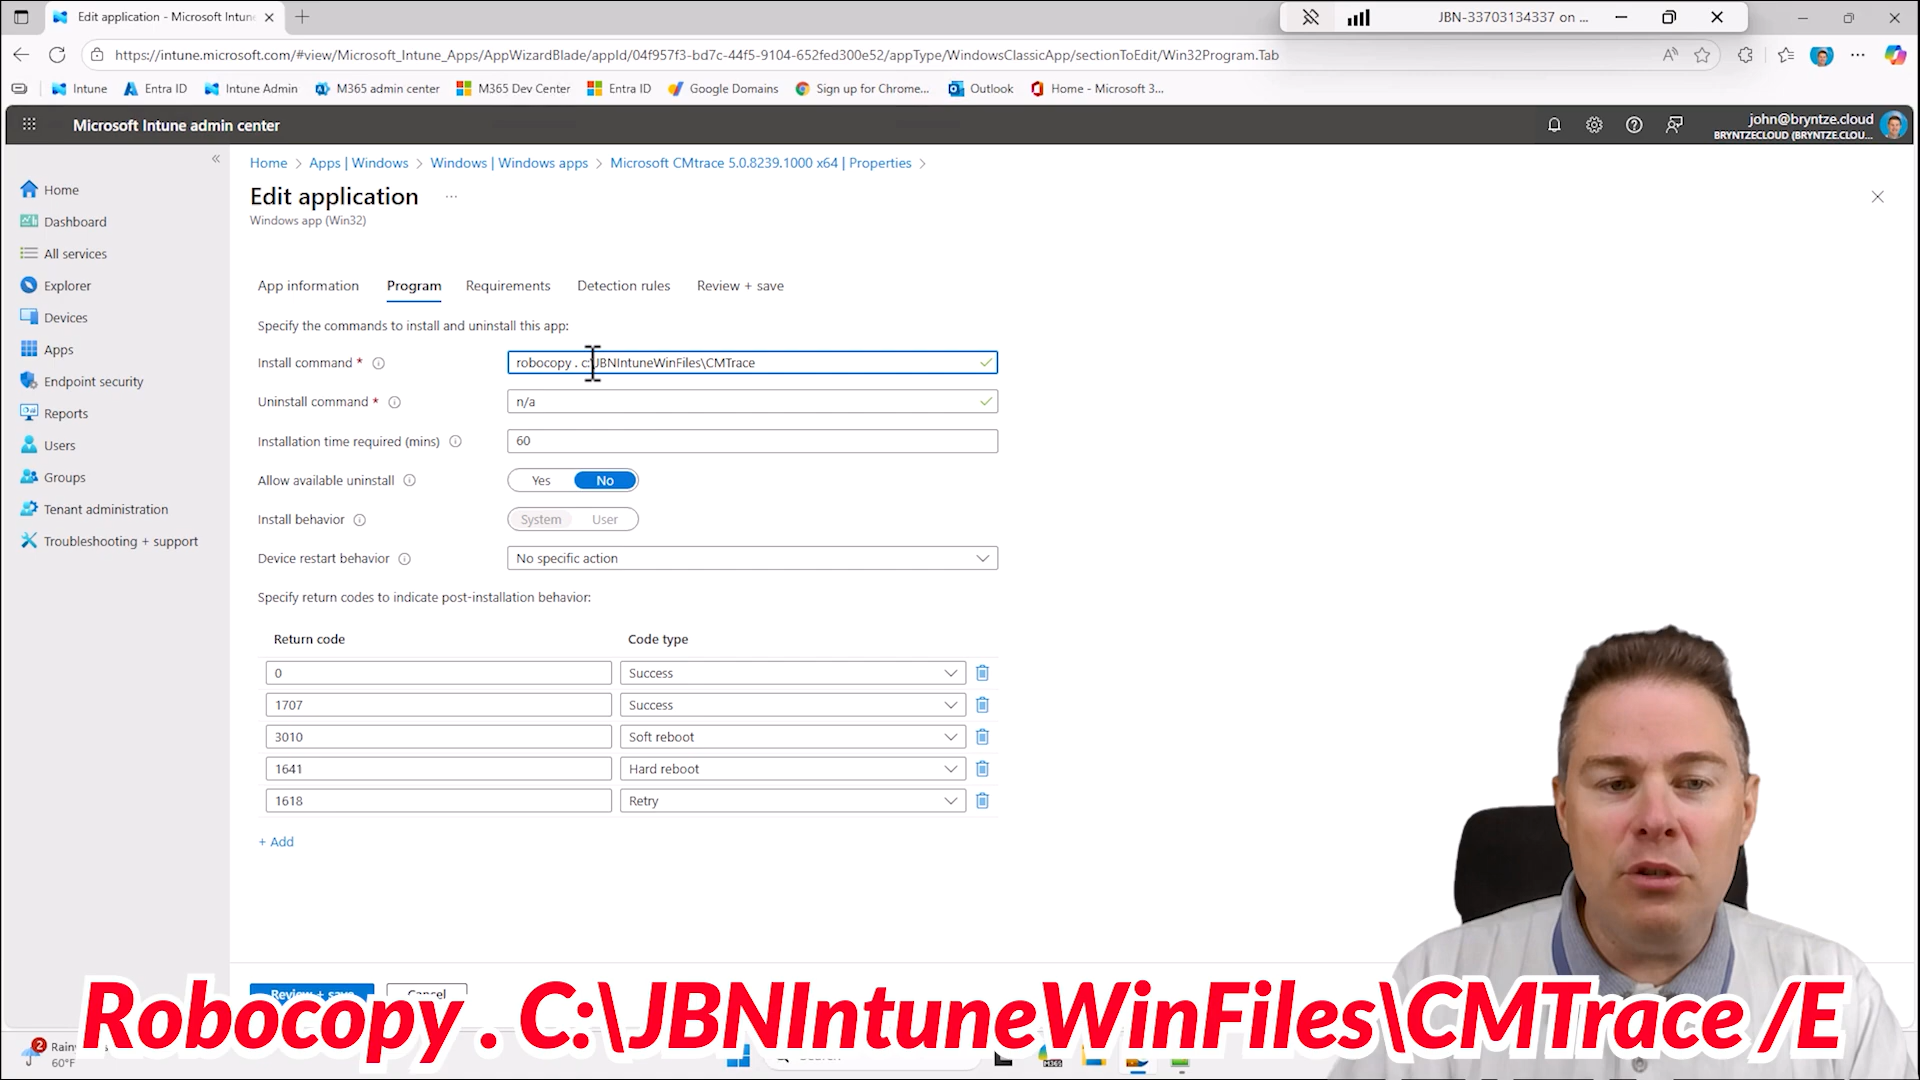 Edit application - Microsoft Intune
JBN-33703134337 on ...
https://intune.microsoft.com/#view/Microsoft_Intune_Apps/AppWizardBlade/appId/04f957f3-bd7c-44f5-9104-652fed300e52/appType/WindowsClassicApp/sectionToEdit/Win32Program.Tab
Intune Entra ID Intune Admin M365 admin center M365 Dev Center Entra ID Google Domains Sign up for Chrome... Outlook Home - Microsoft 3...
Microsoft Intune admin center
john@bryntze.cloud
BRYNTZECLOUD (BRYNTZE.CLOU...
Home > Apps | Windows > Windows | Windows apps > Microsoft CMtrace 5.0.8239.1000 x64 | Properties >
Edit application ...
Windows app (Win32)
Home
Dashboard
All services
Explorer
Devices
Apps
Endpoint security
Reports
Users
Groups
Tenant administration
Troubleshooting + support
App information Program Requirements Detection rules Review + save
Specify the commands to install and uninstall this app:
Install command * robocopy . c:\JBNIntuneWinFiles\CMTrace
Uninstall command * n/a
Installation time required (mins) 60
Allow available uninstall Yes No
Install behavior System User
Device restart behavior No specific action
Specify return codes to indicate post-installation behavior:
Return code Code type
0 Success
1707 Success
3010 Soft reboot
1641 Hard reboot
1618 Retry
+ Add
Review + save Cancel
Robocopy . C:\JBNIntuneWinFiles\CMTrace /E
2
60°F